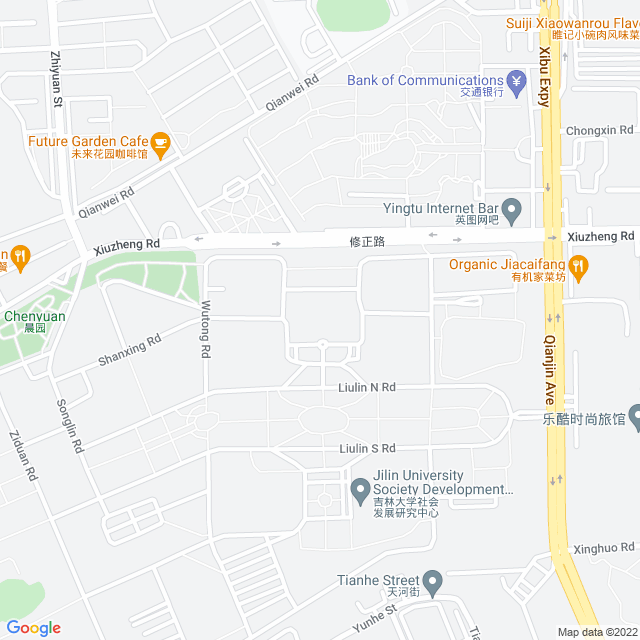 Suiji Xiaowanrou Flavo
雎记小碗肉风味菜
Zhiyuan St
Qianwei Rd
Bank of Communications
交通银行
Xibu Expy
Chongxin Rd
Future Garden Cafe
未来花园咖啡馆
Qianwei Rd
Yingtu Internet Bar
英图网吧
Xiuzheng Rd
修正路
Xiuzheng Rd
Organic Jiacaifang
有机家菜坊
Chenyuan
晨园
Wutong Rd
Shanxing Rd
Qianjin Ave
Liulin N Rd
Songlin Rd
乐酷时尚旅馆
Ziduan Rd
Liulin S Rd
Jilin University
Society Development...
吉林大学社会
发展研究中心
Xinghuo Rd
Tianhe Street
天河街
Yunhe St
Google
Map data ©2022